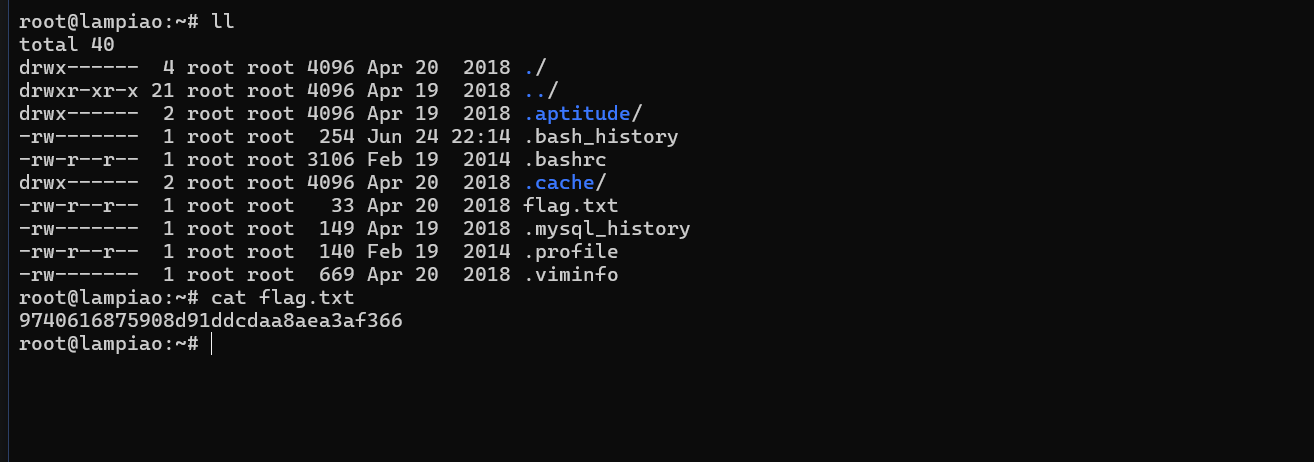 root@lampiao:~# ll
total 40
drwx------  4 root root 4096 Apr 20  2018 ./
drwxr-xr-x 21 root root 4096 Apr 19  2018 ../
drwx------  2 root root 4096 Apr 19  2018 .aptitude/
-rw-------  1 root root  254 Jun 24 22:14 .bash_history
-rw-r--r--  1 root root 3106 Feb 19  2014 .bashrc
drwx------  2 root root 4096 Apr 20  2018 .cache/
-rw-r--r--  1 root root   33 Apr 20  2018 flag.txt
-rw-------  1 root root  149 Apr 19  2018 .mysql_history
-rw-r--r--  1 root root  140 Feb 19  2014 .profile
-rw-------  1 root root  669 Apr 20  2018 .viminfo
root@lampiao:~# cat flag.txt
9740616875908d91ddcdaa8aea3af366
root@lampiao:~#